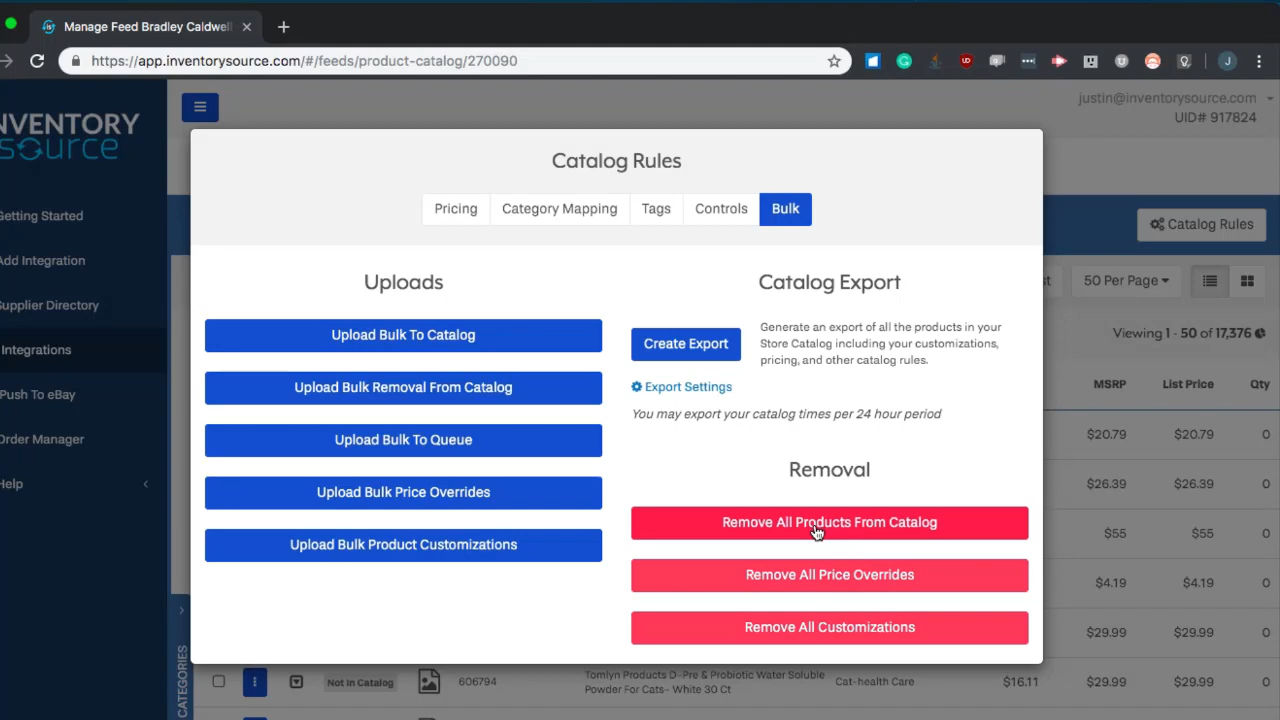 Manage Feed Bradley Caldwell
https://app.inventorysource.com/#/feeds/product-catalog/270090
J
NVENTORY
source
justin@inventorysource.com
UID# 917824
Getting Started
Add Integration
Supplier Directory
Integrations
Push To eBay
Order Manager
Help
Catalog Rules
Catalog Rules
Pricing
Category Mapping
Tags
Controls
Bulk
Uploads
Upload Bulk To Catalog
Upload Bulk Removal From Catalog
Upload Bulk To Queue
Upload Bulk Price Overrides
Upload Bulk Product Customizations
Catalog Export
Create Export
Generate an export of all the products in your
Store Catalog including your customizations,
pricing, and other catalog rules.
Export Settings
You may export your catalog times per 24 hour period
Removal
Remove All Products From Catalog
Remove All Price Overrides
Remove All Customizations
st
50 Per Page
Viewing 1 - 50 of 17,376
MSRP List Price Qty
$20.79 $20.79 0
$26.39 $26.39 0
$55 $55 0
$4.19 $4.19 0
$29.99 $29.99 0
CATEGORIES
Not In Catalog
606794
Tomlyn Products D-Pre & Probiotic Water Soluble
Powder For Cats- White 30 Ct
Cat-health Care
$16.11 $29.99 $29.99 0